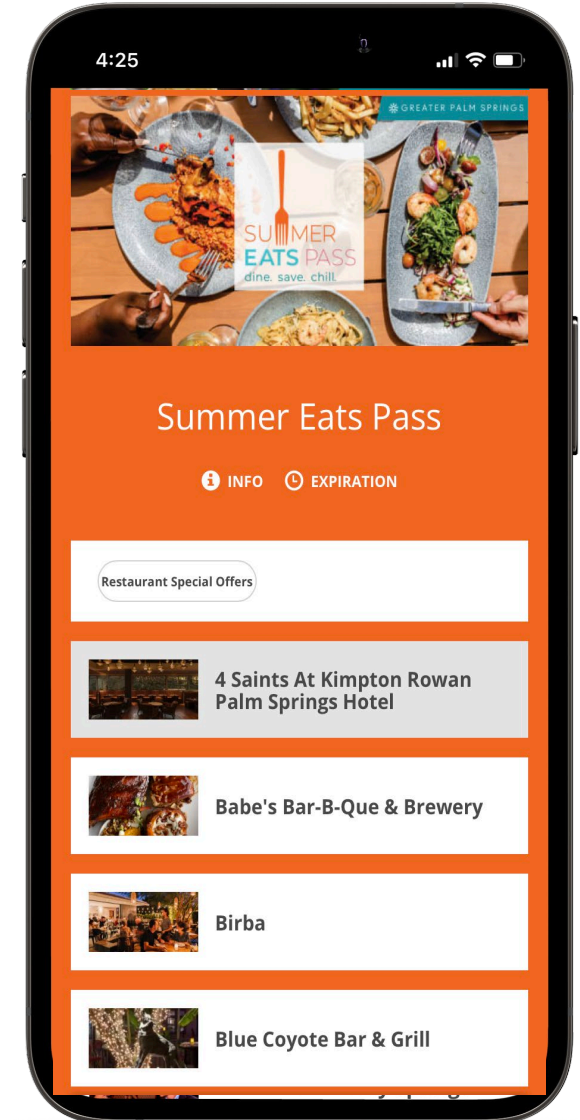 4:25
GREATER PALM SPRINGS
SUMMER
EATS PASS
dine. save. chill.
Summer Eats Pass
INFO EXPIRATION
Restaurant Special Offers
4 Saints At Kimpton Rowan
Palm Springs Hotel
Babe's Bar-B-Que & Brewery
Birba
Blue Coyote Bar & Grill